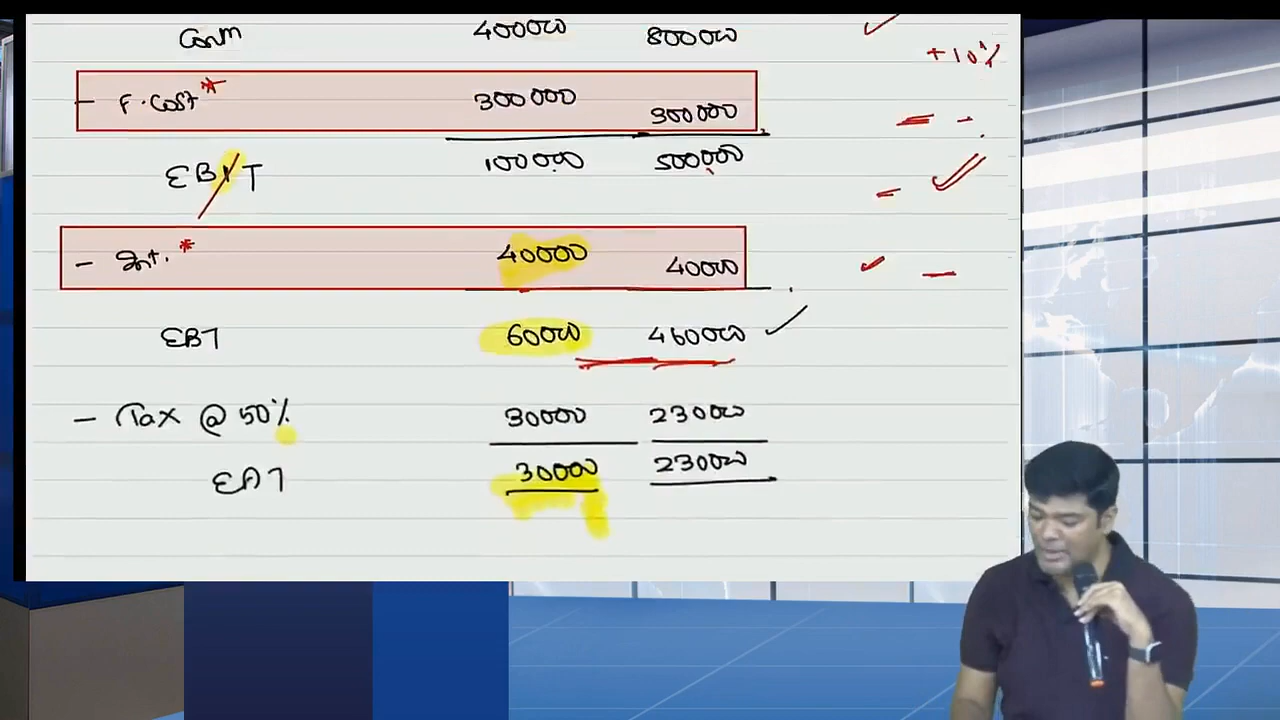 Conm 400000 800000
+10%
- F. Cost* 300000 300000
EBIT 100000 500000
- Int. * 40000 40000
EBT 60000 460000
- Tax @ 50% 30000 230000
EAT 30000 230000